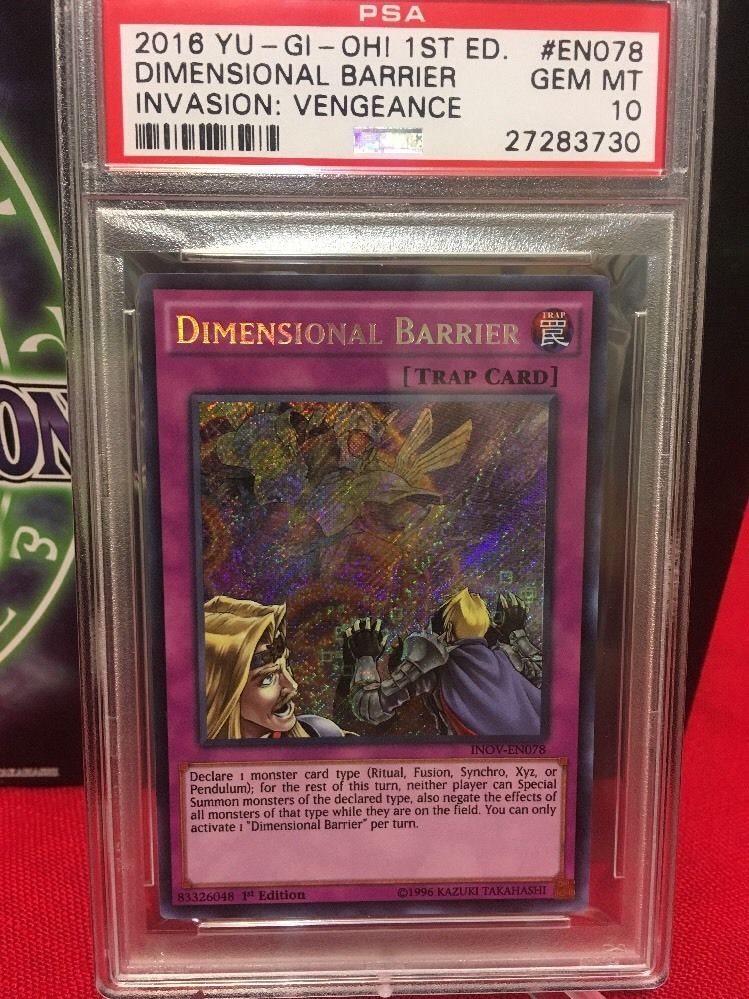 PSA
2016 YU-GI-OH! 1ST ED. #EN078
DIMENSIONAL BARRIER GEM MT
INVASION: VENGEANCE 10
27283730
DIMENSIONAL BARRIER
TRAP
罠
[TRAP CARD]
INOV-EN078
Declare 1 monster card type (Ritual, Fusion, Synchro, Xyz, or
Pendulum); for the rest of this turn, neither player can Special
Summon monsters of the declared type, also negate the effects of
all monsters of that type while they are on the field. You can only
activate 1 "Dimensional Barrier" per turn.
83326048 1st Edition ©1996 KAZUKI TAKAHASHI
ON